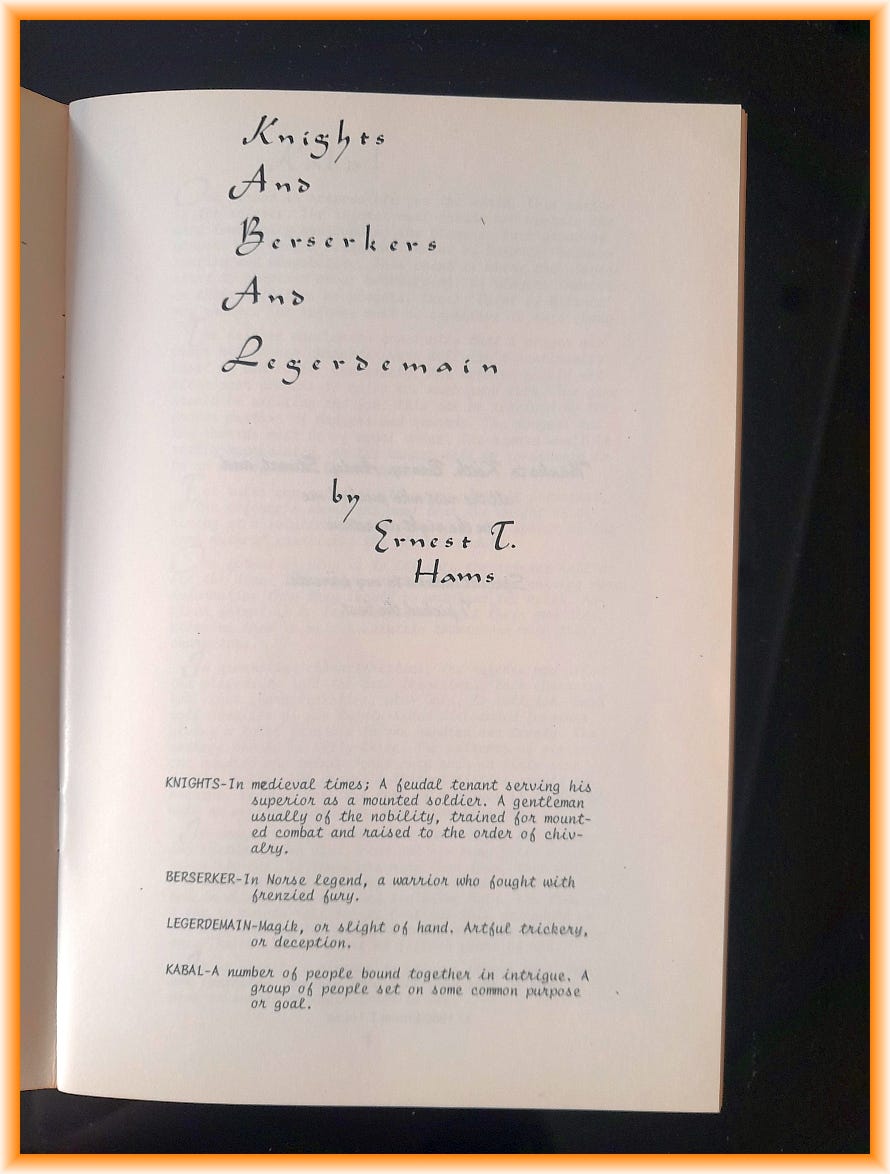 Knights
And
Berserkers
And
Legerdemain
by
Ernest T.
Hams
KNIGHTS-In medieval times; A feudal tenant serving his
superior as a mounted soldier. A gentleman
usually of the nobility, trained for mount-
ed combat and raised to the order of chiv-
alry.
BERSERKER-In Norse legend, a warrior who fought with
frenzied fury.
LEGERDEMAIN-Magik, or slight of hand. Artful trickery,
or deception.
KABAL-A number of people bound together in intrigue. A
group of people set on some common purpose
or goal.